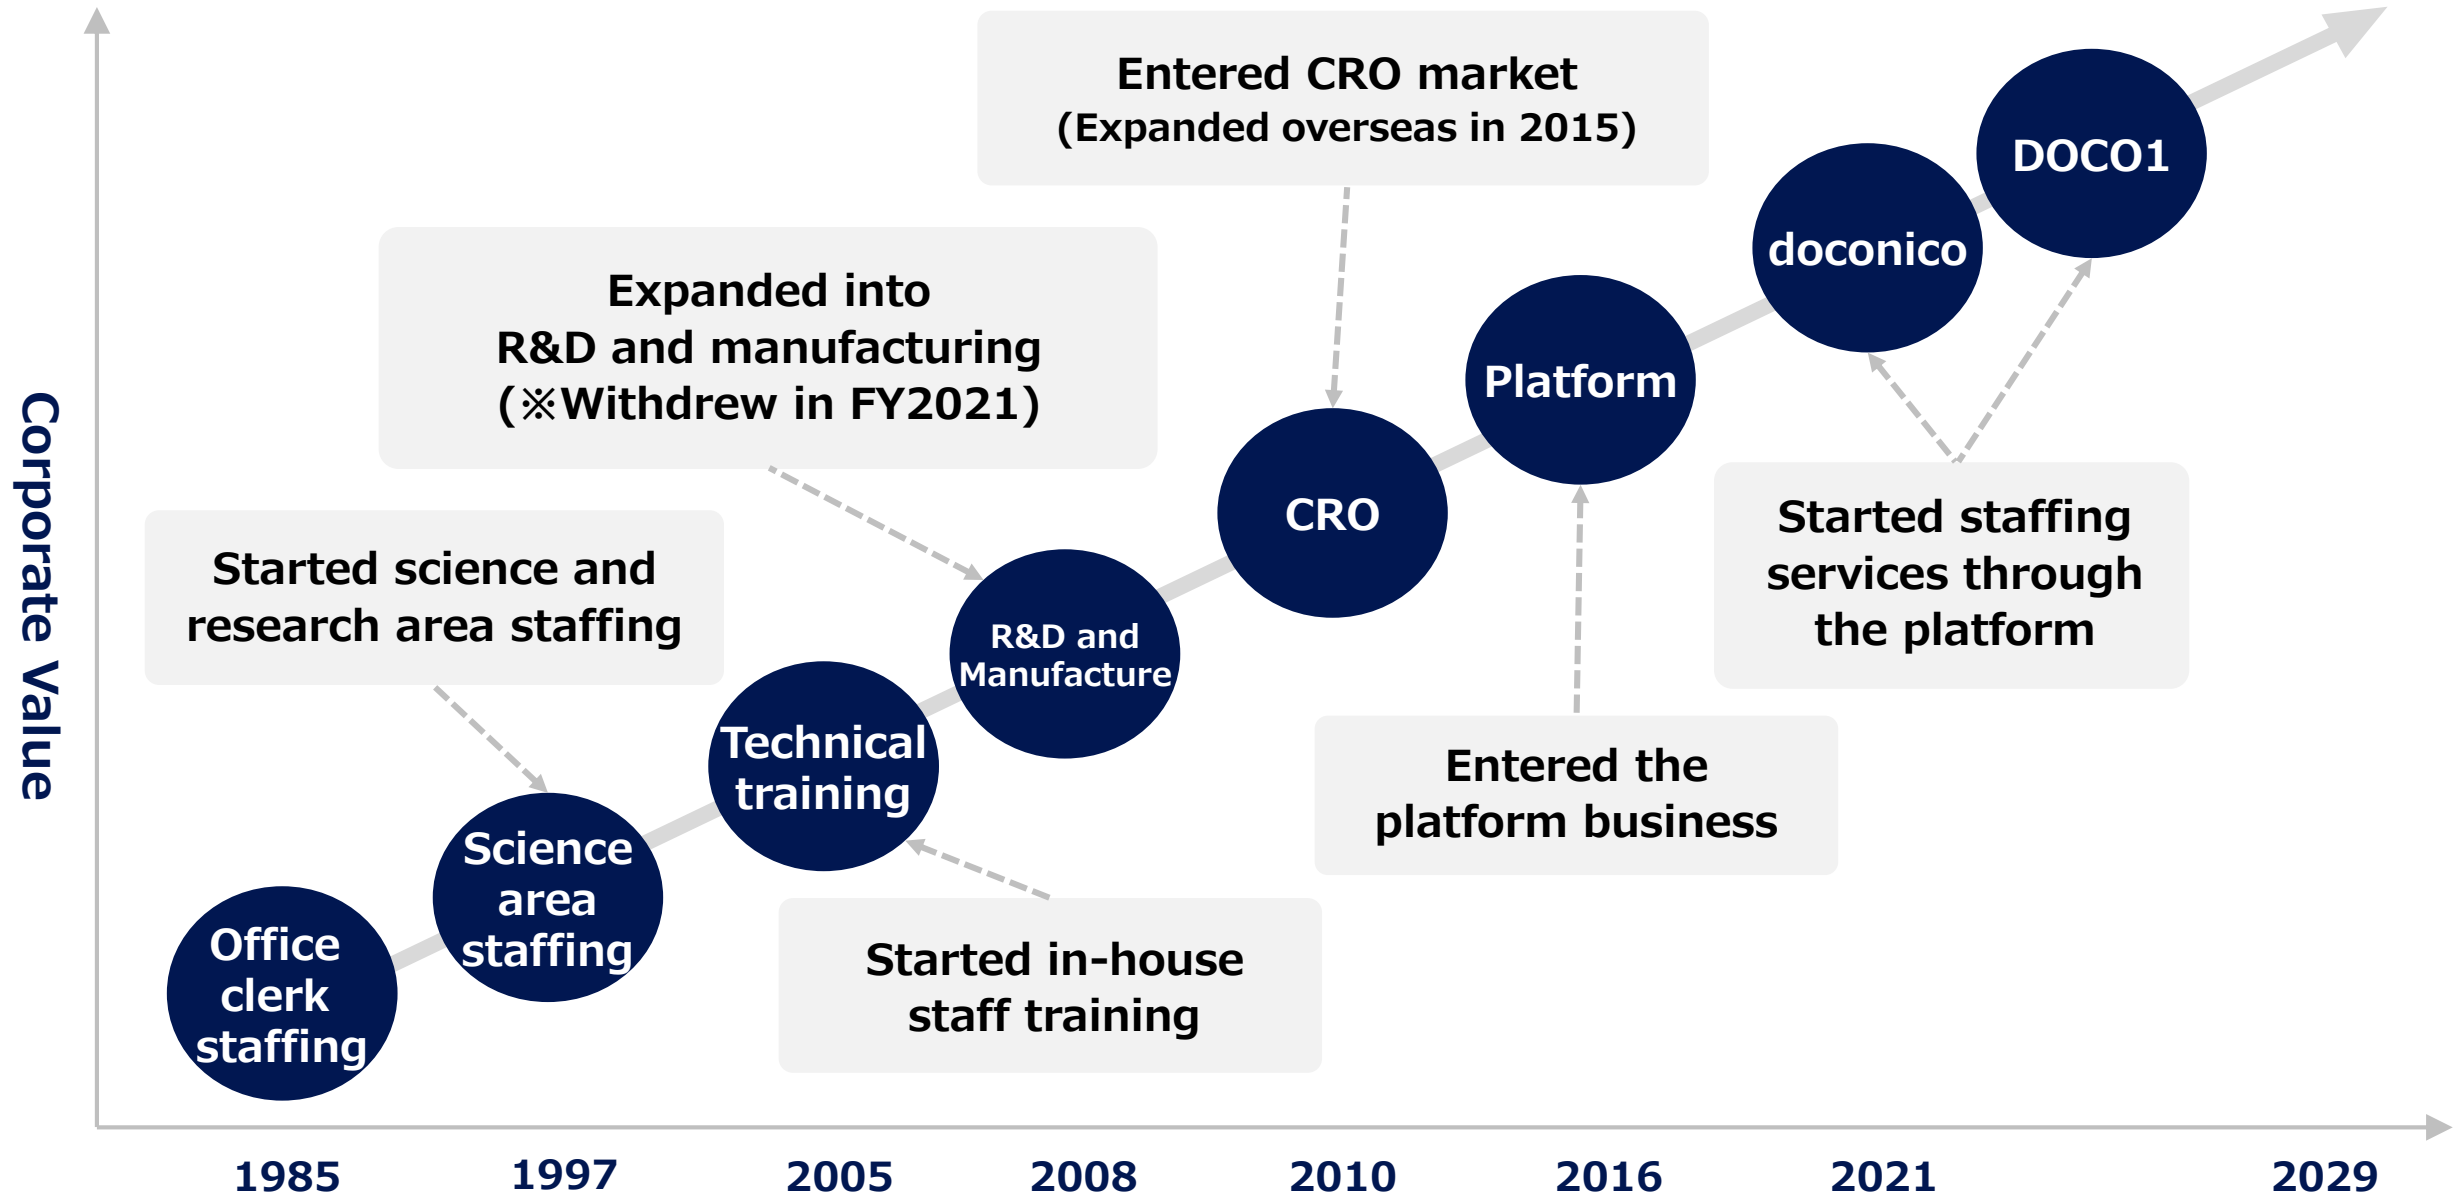 Corporate Value
Entered CRO market
(Expanded overseas in 2015)
Expanded into
R&D and manufacturing
(※Withdrew in FY2021)
Started science and
research area staffing
Started staffing
services through
the platform
Entered the
platform business
Started in-house
staff training
Office
clerk
staffing
Science
area
staffing
Technical
training
R&D and
Manufacture
CRO
Platform
doconico
DOCO1
1985
1997
2005
2008
2010
2016
2021
2029